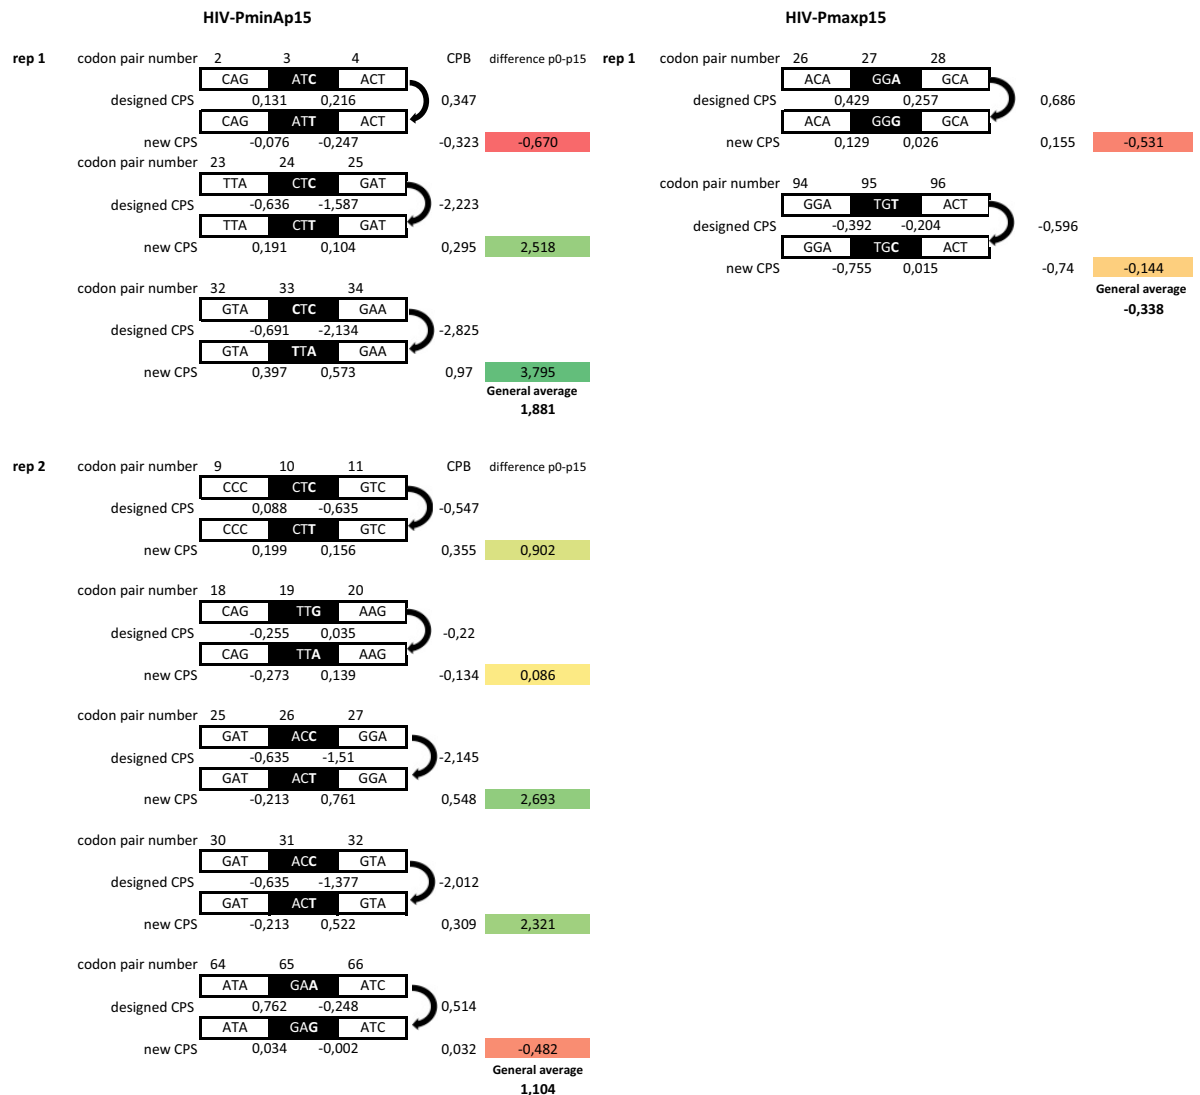 HIV-PminAp15
rep 1 codon pair number 2 3 4 CPB difference p0-p15
CAG ATC ACT
designed CPS 0,131 0,216 0,347
CAG ATT ACT
new CPS -0,076 -0,247 -0,323 -0,670
codon pair number 23 24 25
TTA CTC GAT
designed CPS -0,636 -1,587 -2,223
TTA CTT GAT
new CPS 0,191 0,104 0,295 2,518
codon pair number 32 33 34
GTA CTC GAA
designed CPS -0,691 -2,134 -2,825
GTA TTA GAA
new CPS 0,397 0,573 0,97 3,795
General average
1,881
rep 2 codon pair number 9 10 11 CPB difference p0-p15
CCC CTC GTC
designed CPS 0,088 -0,635 -0,547
CCC CTT GTC
new CPS 0,199 0,156 0,355 0,902
codon pair number 18 19 20
CAG TTG AAG
designed CPS -0,255 0,035 -0,22
CAG TTA AAG
new CPS -0,273 0,139 -0,134 0,086
codon pair number 25 26 27
GAT ACC GGA
designed CPS -0,635 -1,51 -2,145
GAT ACT GGA
new CPS -0,213 0,761 0,548 2,693
codon pair number 30 31 32
GAT ACC GTA
designed CPS -0,635 -1,377 -2,012
GAT ACT GTA
new CPS -0,213 0,522 0,309 2,321
codon pair number 64 65 66
ATA GAA ATC
designed CPS 0,762 -0,248 0,514
ATA GAG ATC
new CPS 0,034 -0,002 0,032 -0,482
General average
1,104
HIV-Pmaxp15
rep 1 codon pair number 26 27 28
ACA GGA GCA
designed CPS 0,429 0,257 0,686
ACA GGG GCA
new CPS 0,129 0,026 0,155 -0,531
codon pair number 94 95 96
GGA TGT ACT
designed CPS -0,392 -0,204 -0,596
GGA TGC ACT
new CPS -0,755 0,015 -0,74 -0,144
General average
-0,338